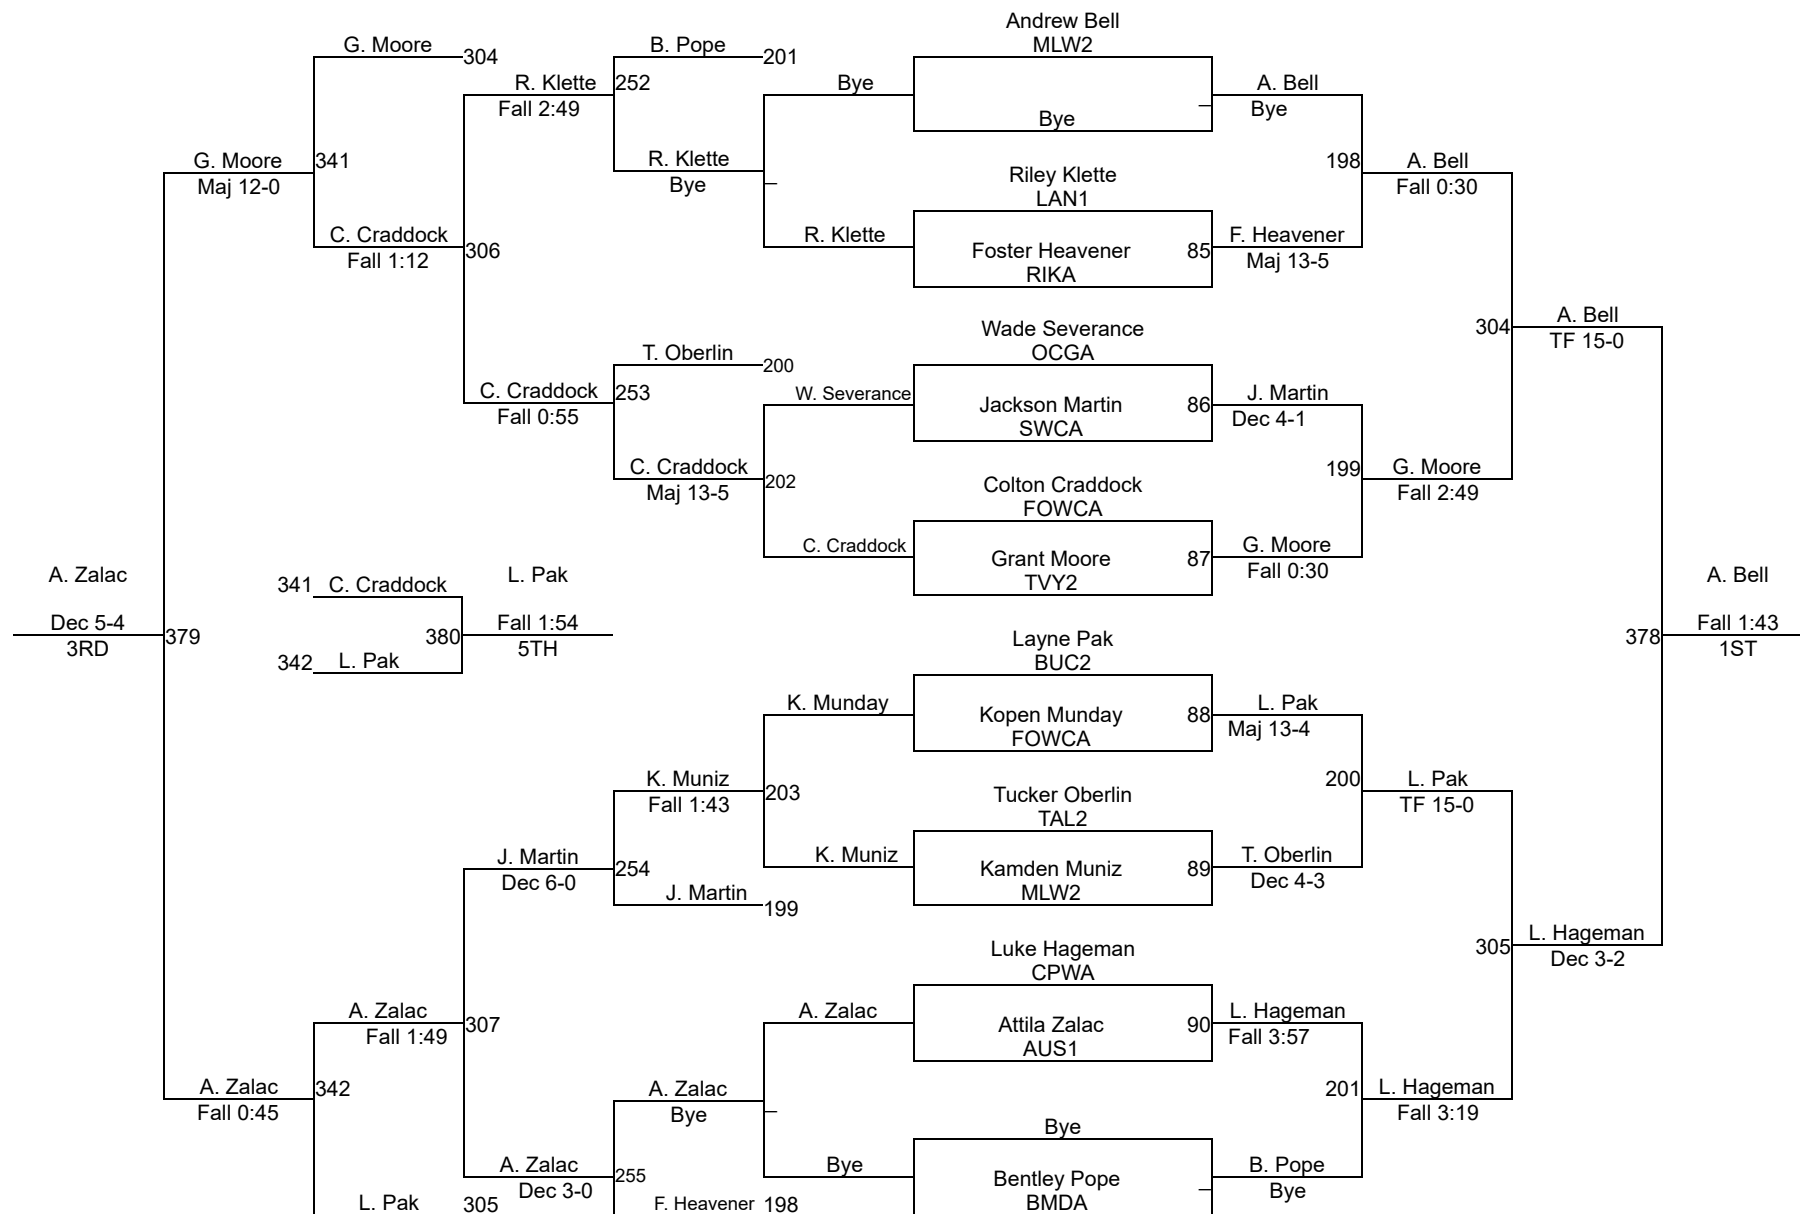 Andrew Bell
G. Moore
B. Pope
MLW2
304
201
R. Klette
252
Bye
A. Bell
Fall 2:49
Bye
Bye
G. Moore
341
R. Klette
198
A. Bell
Maj 12-0
Bye
Riley Klette
Fall 0:30
LAN1
C. Craddock
306
R. Klette
Foster Heavener
85
F. Heavener
Fall 1:12
RIKA
Maj 13-5
Wade Severance
304
A. Bell
T. Oberlin
200
OCGA
TF 15-0
C. Craddock
253
W. Severance
Jackson Martin
86
J. Martin
Fall 0:55
SWCA
Dec 4-1
C. Craddock
202
199
G. Moore
Maj 13-5
Colton Craddock
Fall 2:49
FOWCA
C. Craddock
Grant Moore
87
G. Moore
TVY2
Fall 0:30
A. Zalac
341
C. Craddock
L. Pak
A. Bell
Dec 5-4
379
380
Fall 1:54
378
Fall 1:43
3RD
342
L. Pak
5TH
1ST
Layne Pak
BUC2
K. Munday
Kopen Munday
88
L. Pak
FOWCA
Maj 13-4
K. Muniz
203
200
L. Pak
Fall 1:43
Tucker Oberlin
TF 15-0
TAL2
J. Martin
254
K. Muniz
Kamden Muniz
89
T. Oberlin
Dec 6-0
MLW2
Dec 4-3
J. Martin
199
Luke Hageman
305
L. Hageman
CPWA
Dec 3-2
A. Zalac
307
A. Zalac
Attila Zalac
90
L. Hageman
Fall 1:49
AUS1
Fall 3:57
A. Zalac
342
A. Zalac
201
L. Hageman
Fall 0:45
Bye
Bye
Fall 3:19
A. Zalac
255
Bye
Bentley Pope
B. Pope
Dec 3-0
BMDA
Bye
L. Pak
305
F. Heavener
198